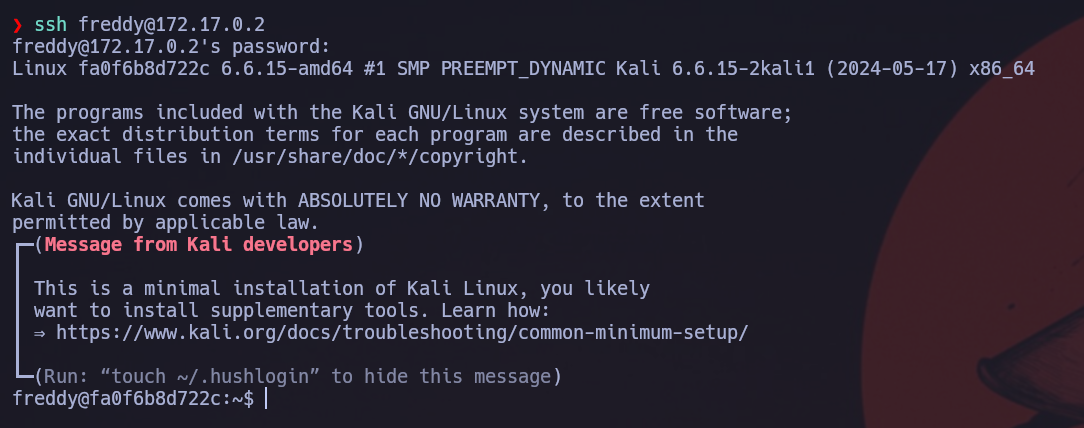 ❯ ssh freddy@172.17.0.2
freddy@172.17.0.2's password:
Linux fa0f6b8d722c 6.6.15-amd64 #1 SMP PREEMPT_DYNAMIC Kali 6.6.15-2kali1 (2024-05-17) x86_64
The programs included with the Kali GNU/Linux system are free software;
the exact distribution terms for each program are described in the
individual files in /usr/share/doc/*/copyright.
Kali GNU/Linux comes with ABSOLUTELY NO WARRANTY, to the extent
permitted by applicable law.
┏━(Message from Kali developers)
┃ This is a minimal installation of Kali Linux, you likely
┃ want to install supplementary tools. Learn how:
┃ ⇒ https://www.kali.org/docs/troubleshooting/common-minimum-setup/
┗━(Run: “touch ~/.hushlogin” to hide this message)
freddy@fa0f6b8d722c:~$